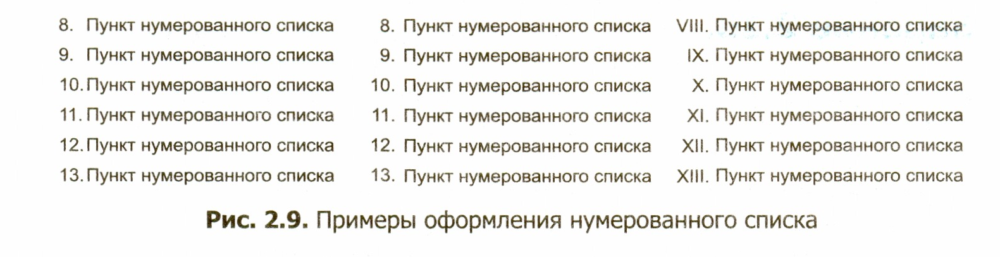 8. Пункт нумерованного списка
9. Пункт нумерованного списка
10. Пункт нумерованного списка
11. Пункт нумерованного списка
12. Пункт нумерованного списка
13. Пункт нумерованного списка
8. Пункт нумерованного списка
9. Пункт нумерованного списка
10. Пункт нумерованного списка
11. Пункт нумерованного списка
12. Пункт нумерованного списка
13. Пункт нумерованного списка
VIII. Пункт нумерованного списка
IX. Пункт нумерованного списка
X. Пункт нумерованного списка
XI. Пункт нумерованного списка
XII. Пункт нумерованного списка
XIII. Пункт нумерованного списка
Рис. 2.9. Примеры оформления нумерованного списка